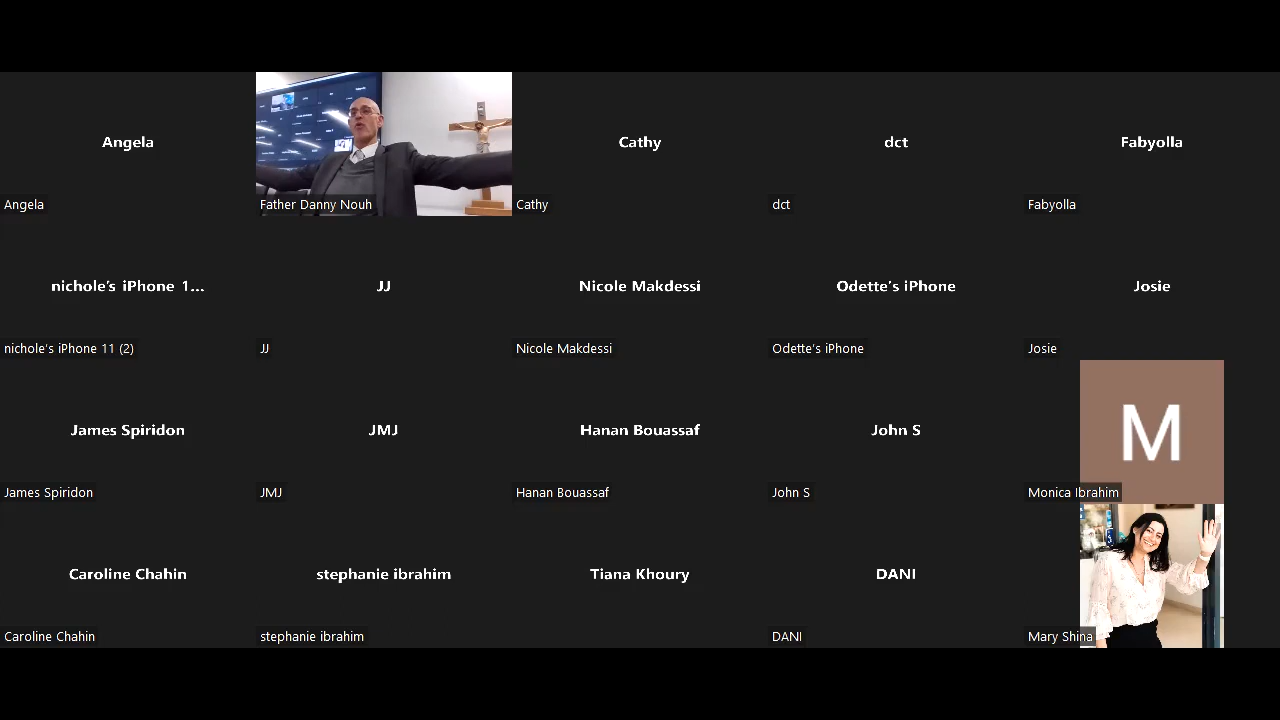 Angela
Angela
Father Danny Nouh
Cathy
Cathy
dct
dct
Fabyolla
Fabyolla
nichole's iPhone 1...
nichole's iPhone 11 (2)
JJ
JJ
Nicole Makdessi
Nicole Makdessi
Odette's iPhone
Odette's iPhone
Josie
Josie
James Spiridon
James Spiridon
JMJ
JMJ
Hanan Bouassaf
Hanan Bouassaf
John S
John S
M
Monica Ibrahim
Caroline Chahin
Caroline Chahin
stephanie ibrahim
stephanie ibrahim
Tiana Khoury
DANI
DANI
Mary Shina